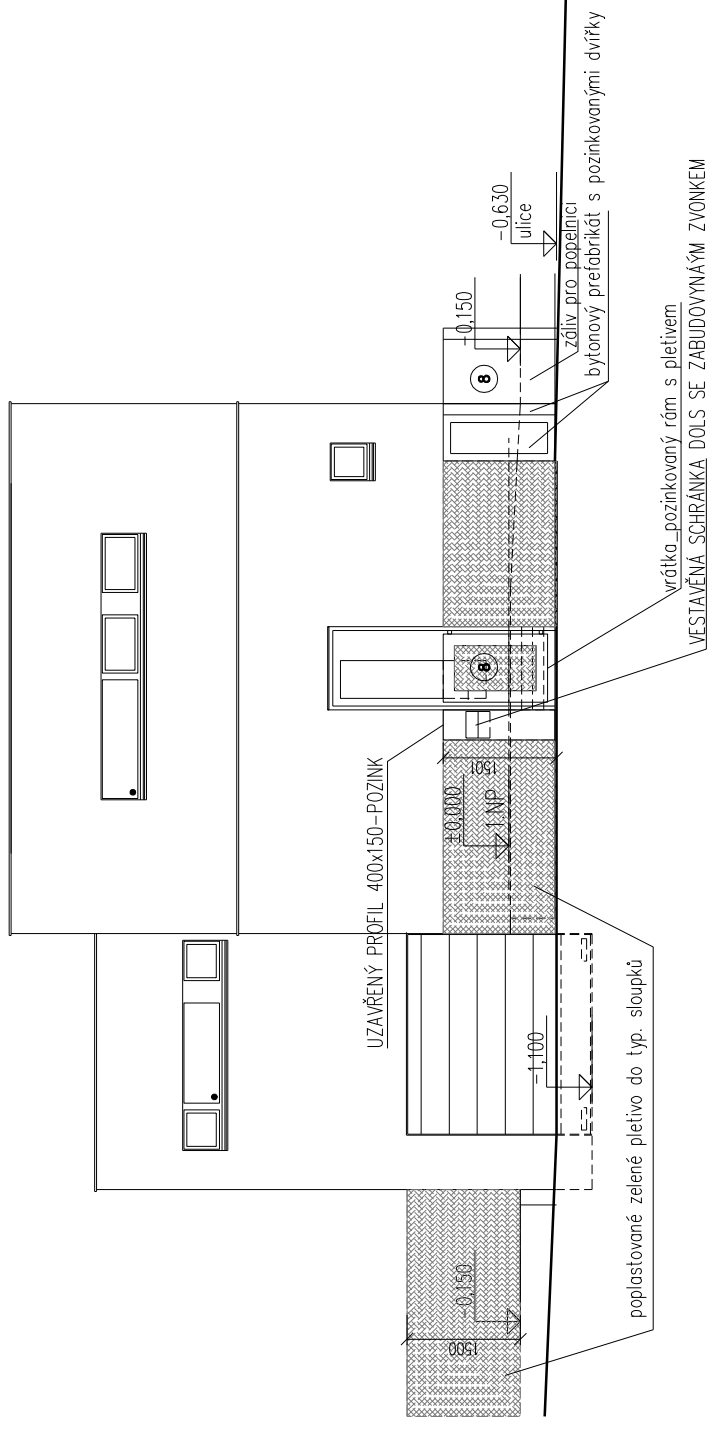 UZAVŘENÝ PROFIL 400x150-POZINK
±0,000
1.NP
1501
-0,150
1500
-1,100
poplastované zelené pletivo do typ. sloupků
8
8
-0,150
-0,630
ulice
záliv pro popelnici
bytonový prefabrikát s pozinkovanými dvířky
vrátka_pozinkovaný rám s pletivem
VESTAVĚNÁ SCHRÁNKA DOLS SE ZABUDOVYNÁÝM ZVONKEM